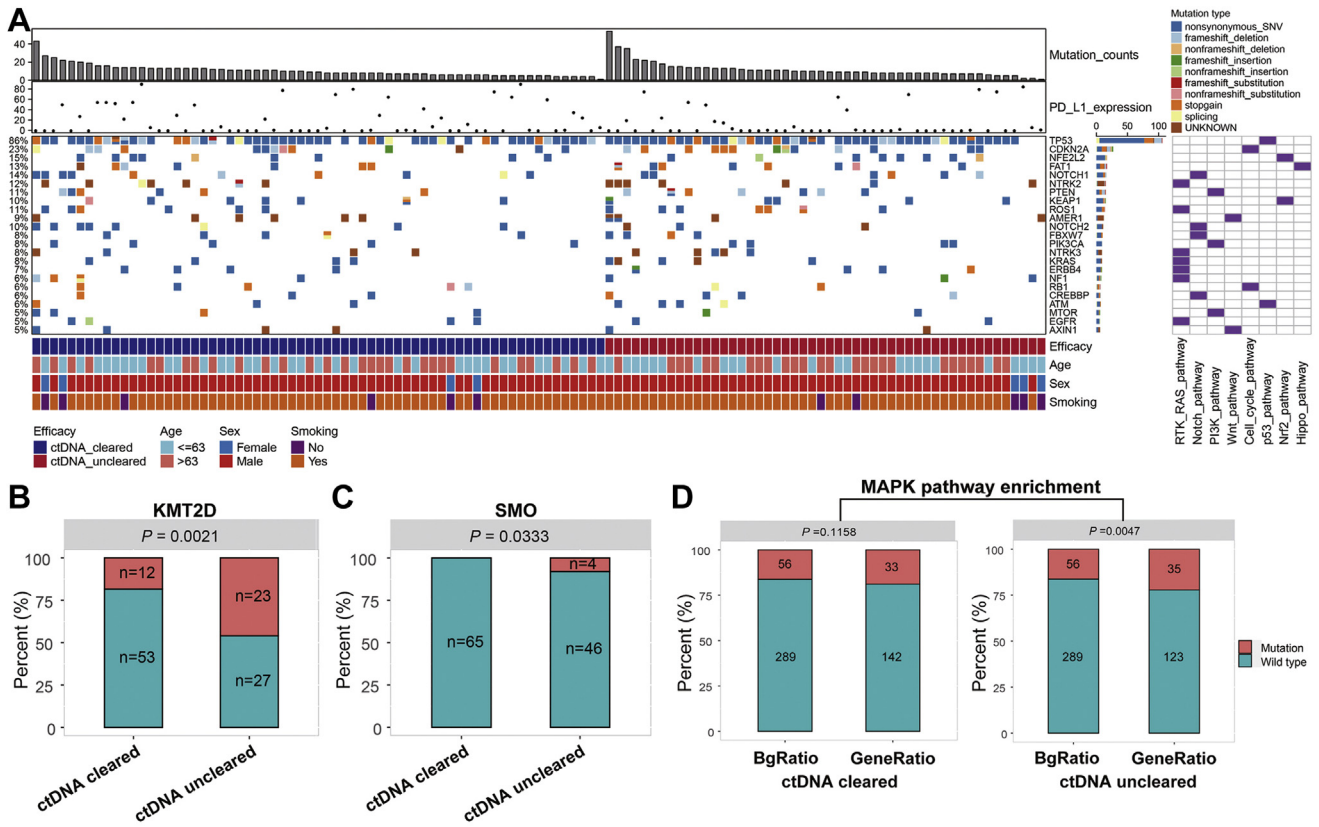 A
Mutation_counts
40
20
0
PD_L1_expression
80
60
40
20
0
Mutation type
nonsynonymous_SNV
frameshift_deletion
nonframeshift_deletion
frameshift_insertion
nonframeshift_insertion
frameshift_substitution
nonframeshift_substitution
stopgain
splicing
UNKNOWN
0 50 100
86% TP53
23% CDKN2A
15% NFE2L2
13% FAT1
14% NOTCH1
12% NTRK2
11% PTEN
10% KEAP1
11% ROS1
9% AMER1
10% NOTCH2
8% FBXW7
8% PIK3CA
8% NTRK3
8% KRAS
7% ERBB4
6% NF1
6% RB1
6% CREBBP
6% ATM
5% MTOR
5% EGFR
5% AXIN1
Efficacy
Age
Sex
Smoking
RTK_RAS_pathway
Notch_pathway
PI3K_pathway
Wnt_pathway
Cell_cycle_pathway
p53_pathway
Nrf2_pathway
Hippo_pathway
Efficacy Age Sex Smoking
ctDNA_cleared <=63 Female No
ctDNA_uncleared >63 Male Yes
B
KMT2D
P = 0.0021
Percent (%)
100
75
50
25
0
n=12
n=53
n=23
n=27
ctDNA cleared
ctDNA uncleared
C
SMO
P = 0.0333
Percent (%)
100
75
50
25
0
n=65
n=4
n=46
ctDNA cleared
ctDNA uncleared
D
MAPK pathway enrichment
P =0.1158
Percent (%)
100
75
50
25
0
56
289
33
142
BgRatio GeneRatio
ctDNA cleared
P =0.0047
Percent (%)
100
75
50
25
0
56
289
35
123
BgRatio GeneRatio
ctDNA uncleared
Mutation
Wild type